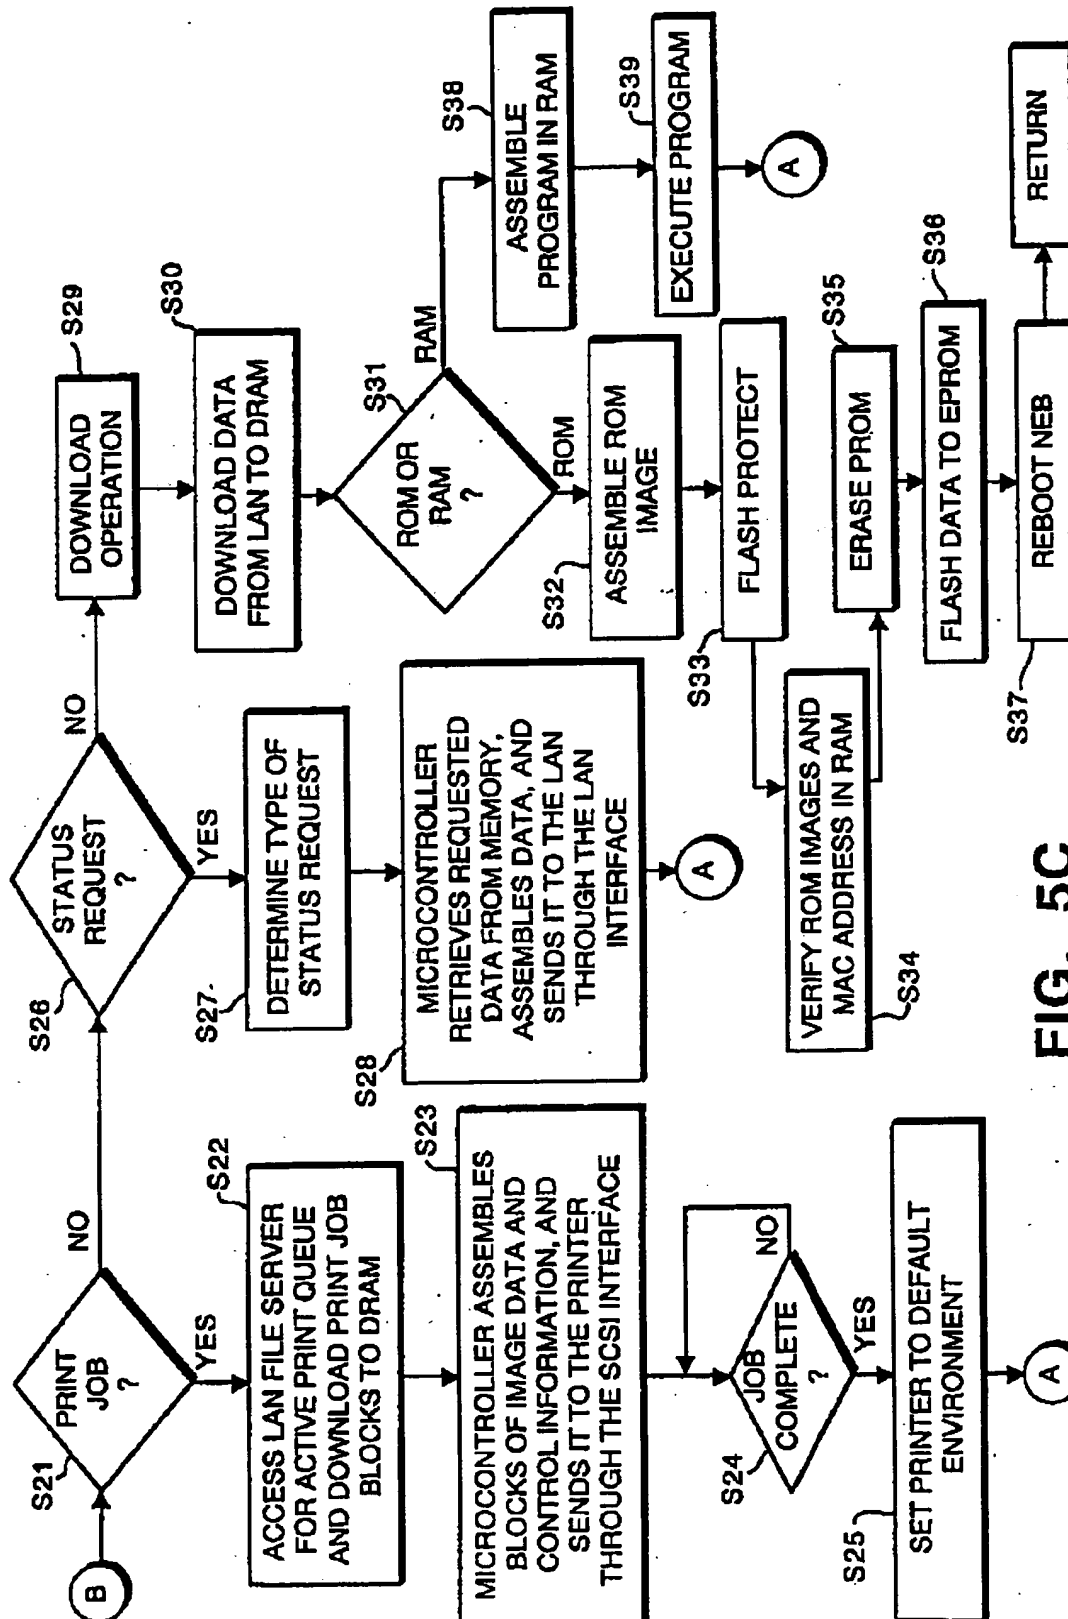 B
S21
PRINT
JOB
?
NO
YES
S22
ACCESS LAN FILE SERVER
FOR ACTIVE PRINT QUEUE
AND DOWNLOAD PRINT JOB
BLOCKS TO DRAM
S23
MICROCONTROLLER ASSEMBLES
BLOCKS OF IMAGE DATA AND
CONTROL INFORMATION, AND
SENDS IT TO THE PRINTER
THROUGH THE SCSI INTERFACE
S24
JOB
COMPLETE
?
NO
YES
S25
SET PRINTER TO DEFAULT
ENVIRONMENT
A
S26
STATUS
REQUEST
?
NO
YES
S27
DETERMINE TYPE OF
STATUS REQUEST
S28
MICROCONTROLLER
RETRIEVES REQUESTED
DATA FROM MEMORY,
ASSEMBLES DATA, AND
SENDS IT TO THE LAN
THROUGH THE LAN
INTERFACE
A
S29
DOWNLOAD
OPERATION
S30
DOWNLOAD DATA
FROM LAN TO DRAM
S31
ROM OR
RAM
?
RAM
ROM
S32
ASSEMBLE ROM
IMAGE
S33
FLASH PROTECT
VERIFY ROM IMAGES AND
MAC ADDRESS IN RAM
S34
S35
ERASE PROM
S36
FLASH DATA TO EPROM
S37
REBOOT NEB
RETURN
S38
ASSEMBLE
PROGRAM IN RAM
S39
EXECUTE PROGRAM
A
FIG. 5C